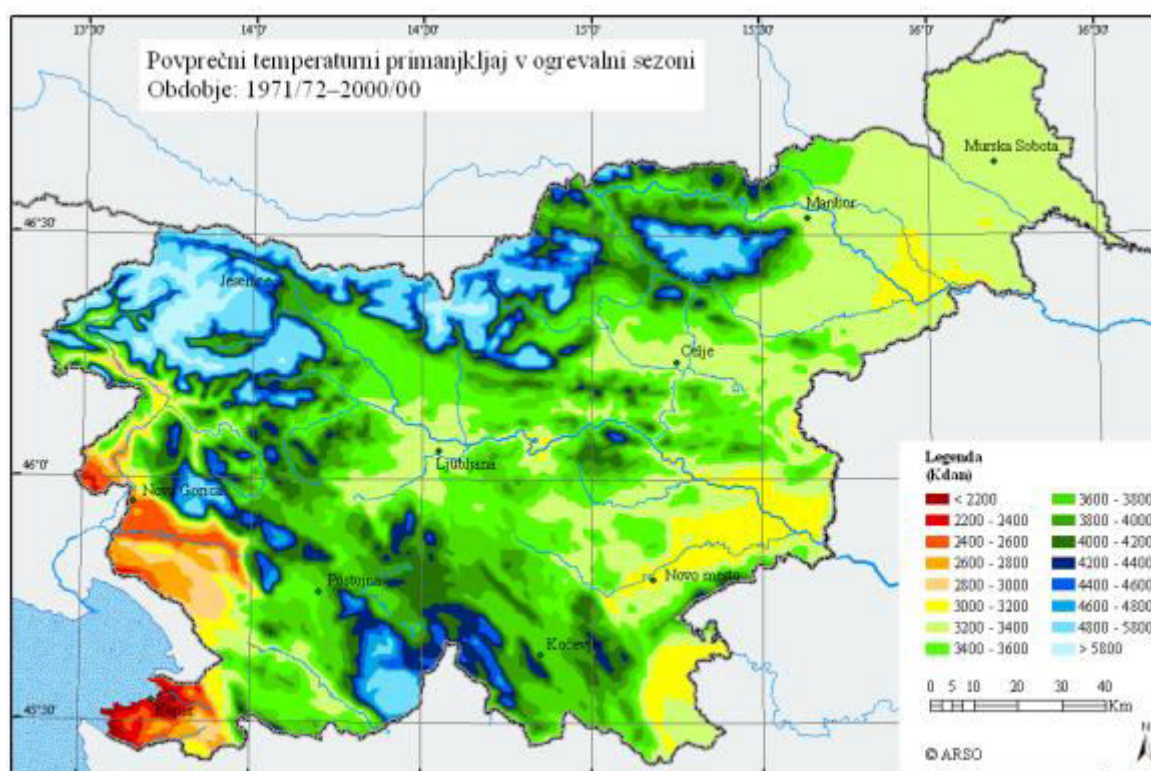 13°30'
14°0'
14°30'
15°0'
15°30'
16°0'
16°30'
Povprečni temperaturni primanjkljaj v ogrevalni sezoni
Obdobje: 1971/72–2000/00
Murska Sobota
46°30'
Maribor
Jesenice
Celje
Ljubljana
46°0'
Nova Gorica
Postojna
Novo mesto
Kočevje
45°30'
Koper
Legenda
(Kdan)
< 2200
2200 - 2400
2400 - 2600
2600 - 2800
2800 - 3000
3000 - 3200
3200 - 3400
3400 - 3600
3600 - 3800
3800 - 4000
4000 - 4200
4200 - 4400
4400 - 4600
4600 - 4800
4800 - 5800
> 5800
0 5 10 20 30 40
Km
N
© ARSO